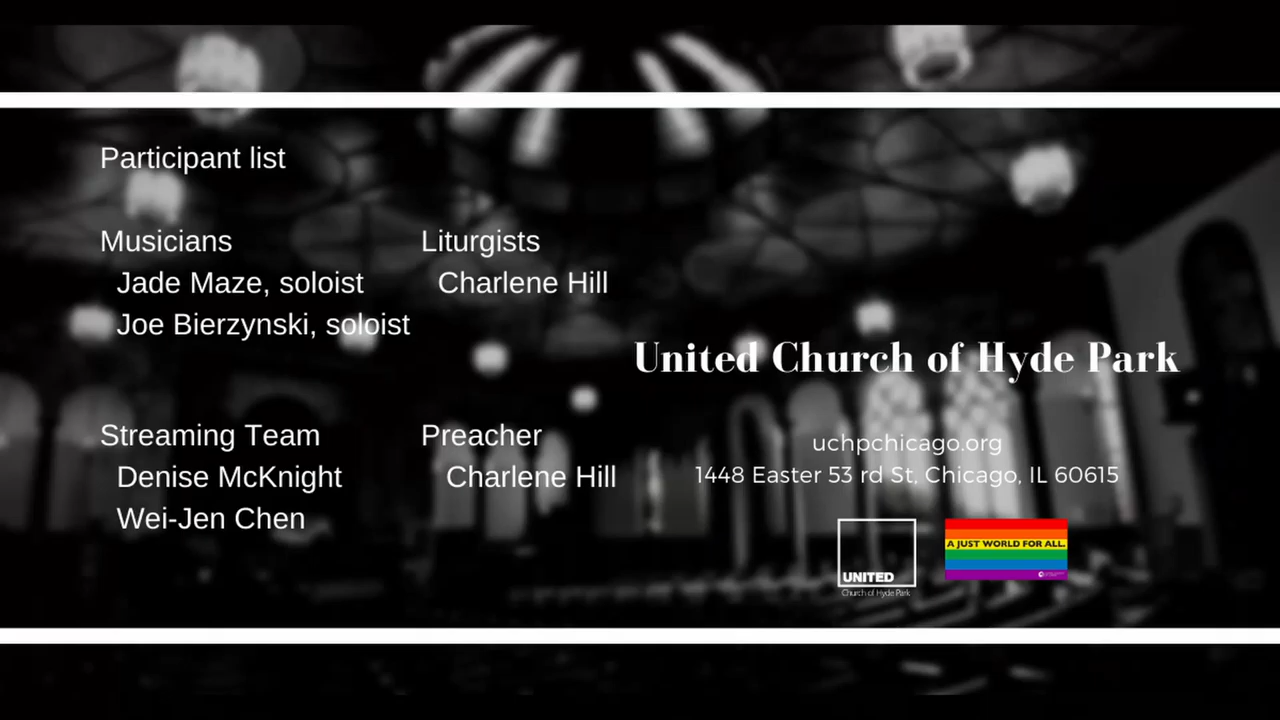 Participant list
Musicians
Jade Maze, soloist
Joe Bierzynski, soloist
Liturgists
Charlene Hill
Streaming Team
Denise McKnight
Wei-Jen Chen
Preacher
Charlene Hill
United Church of Hyde Park
uchpchicago.org
1448 Easter 53 rd St, Chicago, IL 60615
UNITED
Church of Hyde Park
A JUST WORLD FOR ALL.